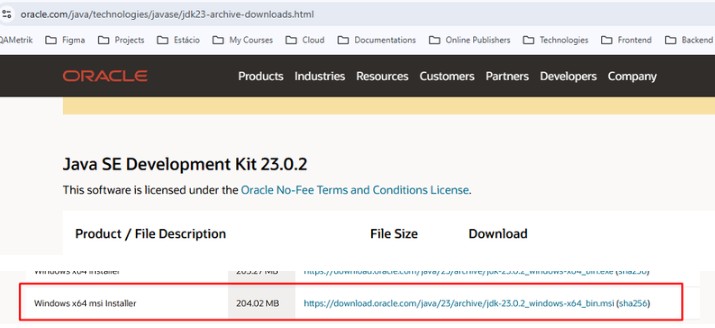 oracle.com/java/technologies/javase/jdk23-archive-downloads.html
QAMetrik Figma Projects Estácio My Courses Cloud Documentations Online Publishers Technologies Frontend Backend
ORACLE Products Industries Resources Customers Partners Developers Company
Java SE Development Kit 23.0.2
This software is licensed under the Oracle No-Fee Terms and Conditions License.
Product / File Description File Size Download
Windows x64 Installer 205.27 MB https://download.oracle.com/java/23/archive/jdk-23.0.2_windows-x64_bin.exe (sha256)
Windows x64 msi Installer 204.02 MB https://download.oracle.com/java/23/archive/jdk-23.0.2_windows-x64_bin.msi (sha256)